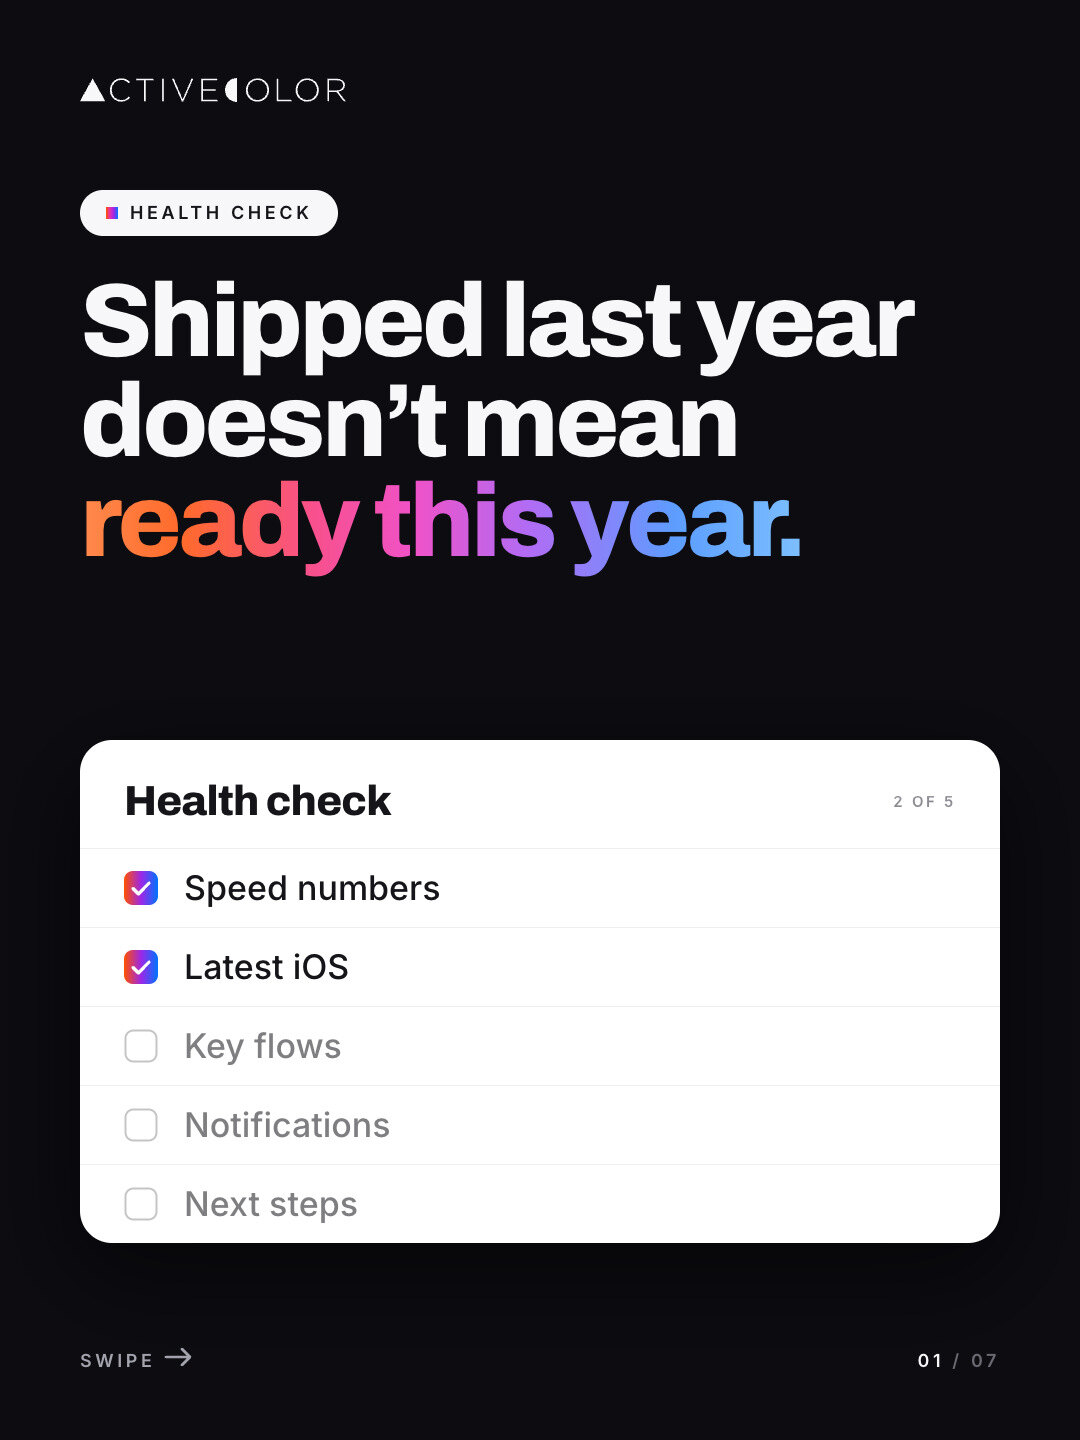 ACTIVECOLOR
HEALTH CHECK
Shipped last year
doesn’t mean
ready this year.
Health check
2 OF 5
Speed numbers
Latest iOS
Key flows
Notifications
Next steps
SWIPE →
01 / 07